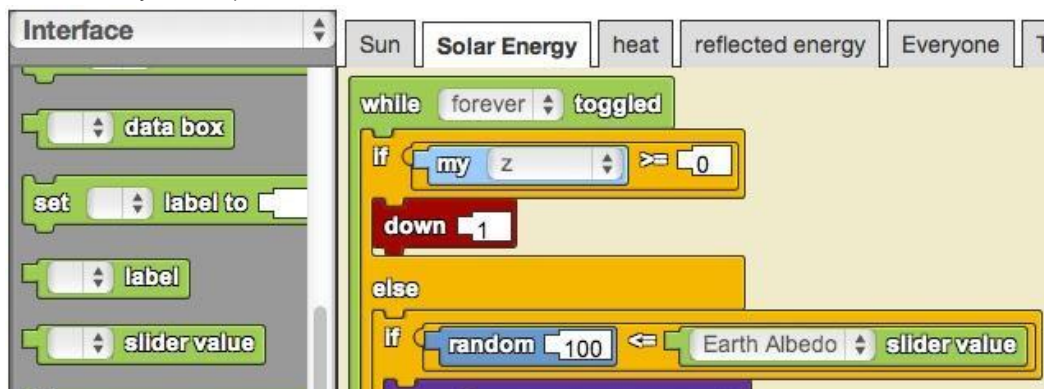 Interface
Sun Solar Energy heat reflected energy Everyone
while forever toggled
data box
if my z >= 0
set label to
down 1
label
else
slider value
if random 100 <= Earth Albedo slider value